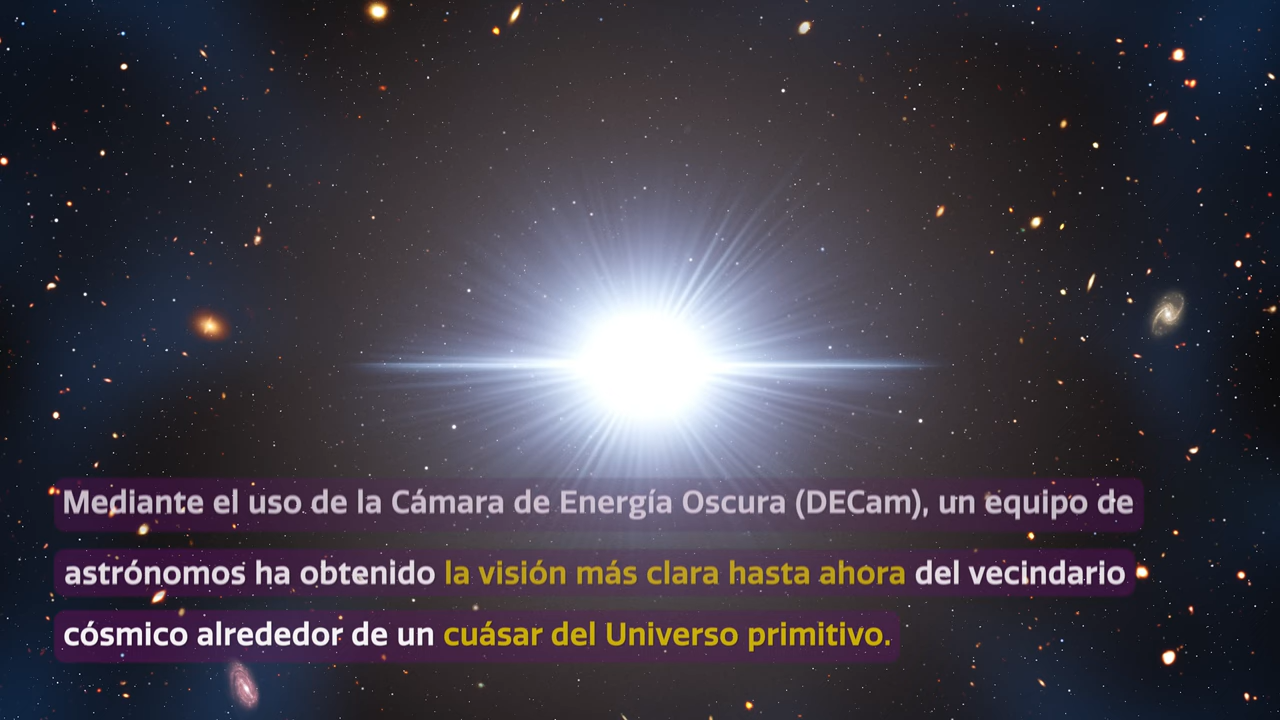 Mediante el uso de la Cámara de Energía Oscura (DECam), un equipo de
astrónomos ha obtenido la visión más clara hasta ahora del vecindario
cósmico alrededor de un cuásar del Universo primitivo.